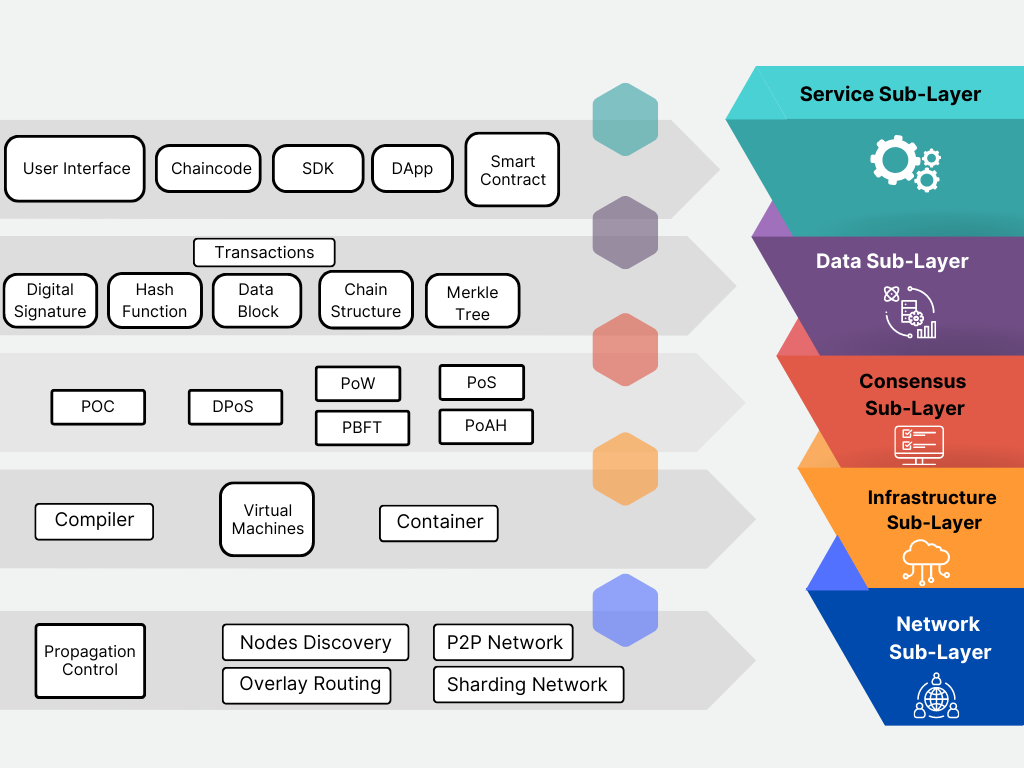 Service Sub-Layer
User Interface
Chaincode
SDK
DApp
Smart
Contract
Data Sub-Layer
Transactions
Digital
Signature
Hash
Function
Data
Block
Chain
Structure
Merkle
Tree
Consensus
Sub-Layer
POC
DPoS
PoW
PoS
PBFT
PoAH
Infrastructure
Sub-Layer
Compiler
Virtual
Machines
Container
Network
Sub-Layer
Propagation
Control
Nodes Discovery
P2P Network
Overlay Routing
Sharding Network